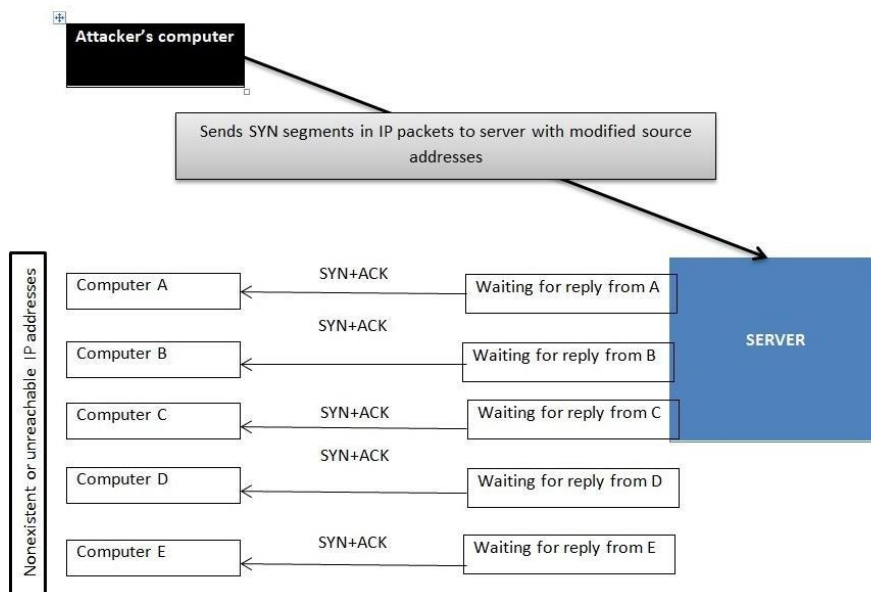 Attacker's computer
Sends SYN segments in IP packets to server with modified source
addresses
Nonexistent or unreachable IP addresses
Computer A
SYN+ACK
Waiting for reply from A
SERVER
Computer B
SYN+ACK
Waiting for reply from B
Computer C
SYN+ACK
Waiting for reply from C
Computer D
SYN+ACK
Waiting for reply from D
Computer E
SYN+ACK
Waiting for reply from E